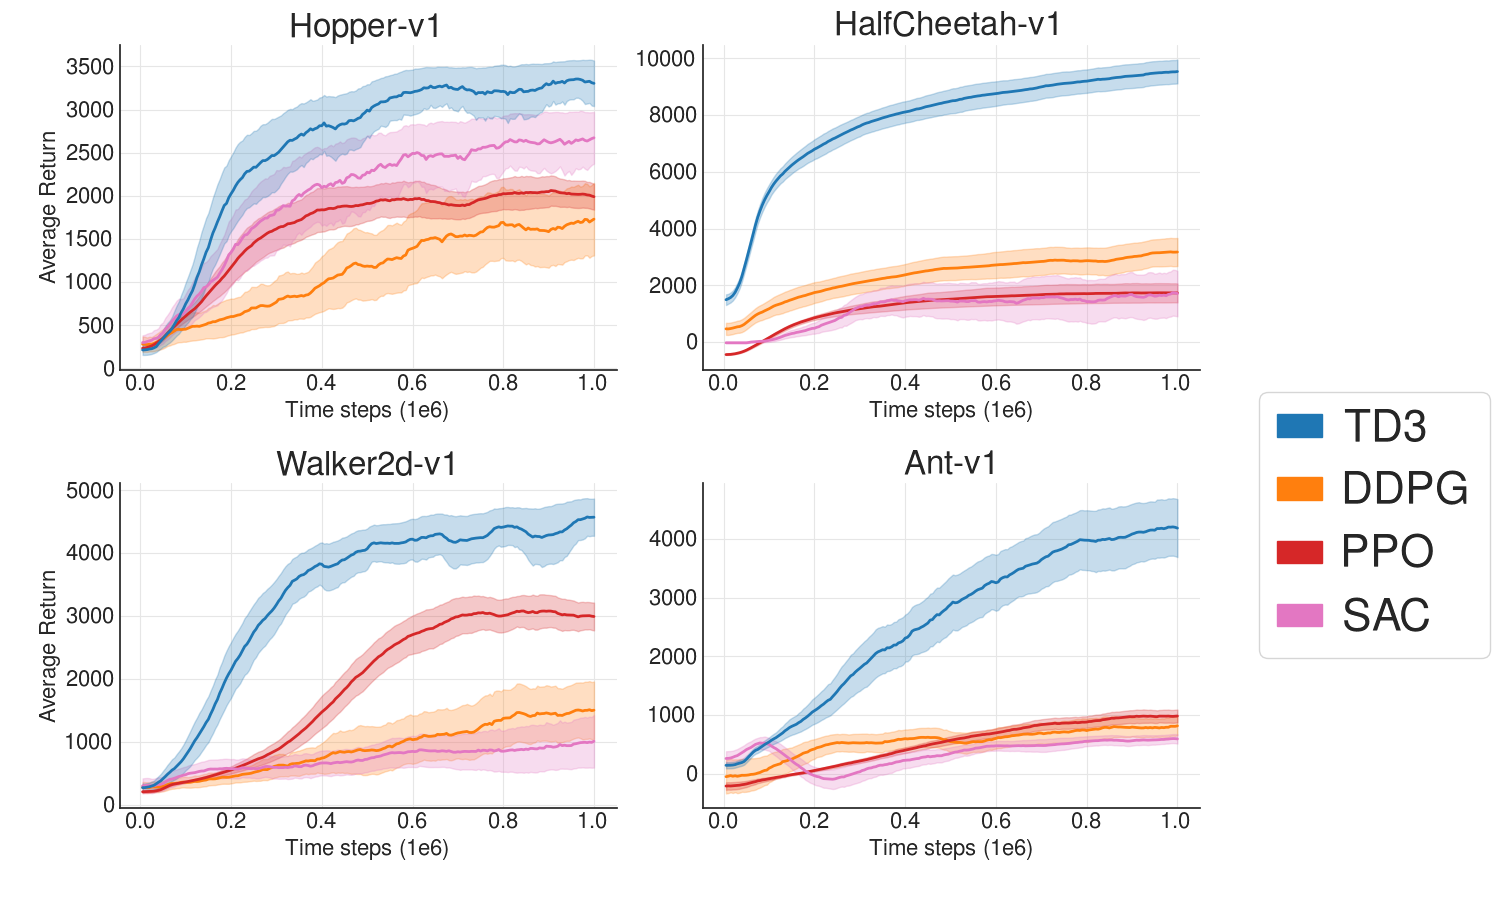 Hopper-v1
3500
3000
2500
2000
1500
1000
500
0
Average Return
0.0 0.2 0.4 0.6 0.8 1.0
Time steps (1e6)
HalfCheetah-v1
10000
8000
6000
4000
2000
0
0.0 0.2 0.4 0.6 0.8 1.0
Time steps (1e6)
Walker2d-v1
5000
4000
3000
2000
1000
0
Average Return
0.0 0.2 0.4 0.6 0.8 1.0
Time steps (1e6)
Ant-v1
4000
3000
2000
1000
0
0.0 0.2 0.4 0.6 0.8 1.0
Time steps (1e6)
TD3
DDPG
PPO
SAC